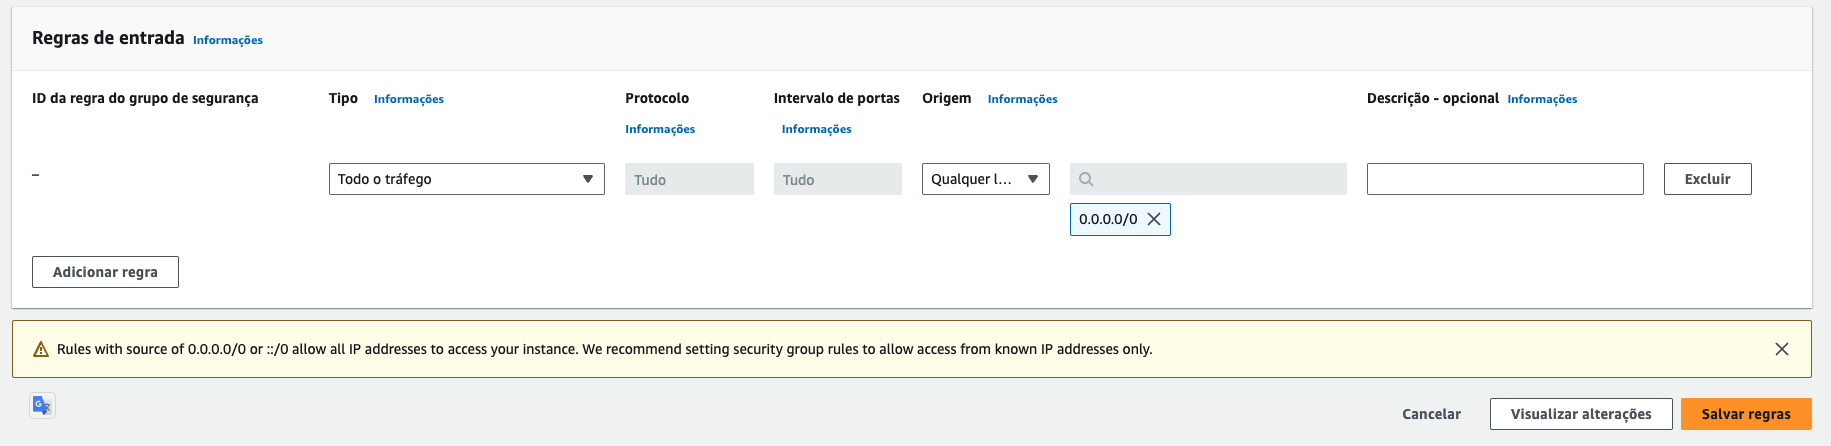 Regras de entrada Informações
ID da regra do grupo de segurança Tipo Informações Protocolo Informações Intervalo de portas Informações Origem Informações Descrição - opcional Informações
– Todo o tráfego Tudo Tudo Qualquer l... Excluir
0.0.0.0/0
Adicionar regra
Rules with source of 0.0.0.0/0 or ::/0 allow all IP addresses to access your instance. We recommend setting security group rules to allow access from known IP addresses only.
Cancelar Visualizar alterações Salvar regras